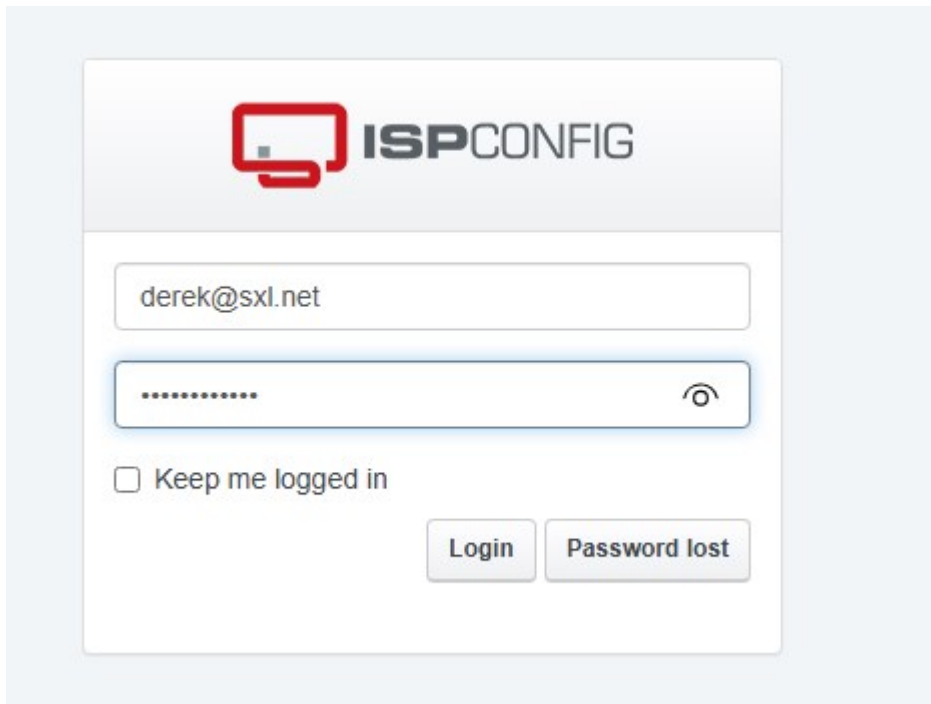 ISPCONFIG
derek@sxl.net
••••••••••••
Keep me logged in
Login Password lost